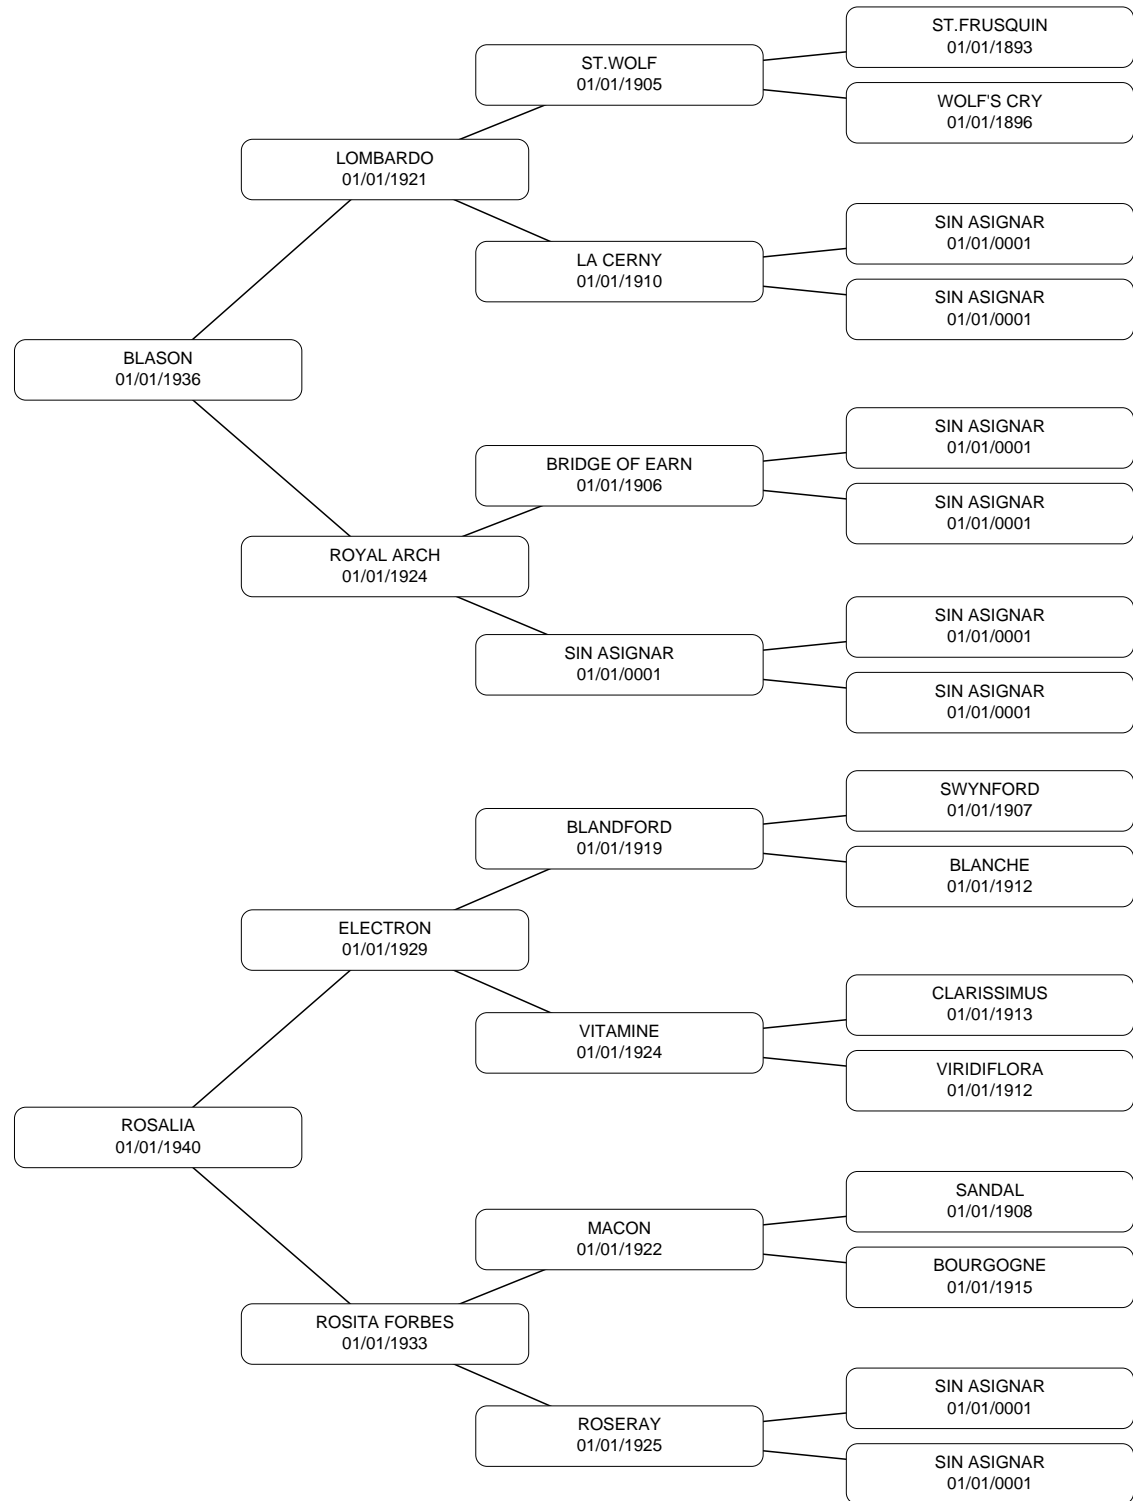 ST.FRUSQUIN
01/01/1893
ST.WOLF
01/01/1905
WOLF'S CRY
01/01/1896
LOMBARDO
01/01/1921
SIN ASIGNAR
01/01/0001
LA CERNY
01/01/1910
SIN ASIGNAR
01/01/0001
BLASON
01/01/1936
SIN ASIGNAR
01/01/0001
BRIDGE OF EARN
01/01/1906
SIN ASIGNAR
01/01/0001
ROYAL ARCH
01/01/1924
SIN ASIGNAR
01/01/0001
SIN ASIGNAR
01/01/0001
SIN ASIGNAR
01/01/0001
SWYNFORD
01/01/1907
BLANDFORD
01/01/1919
BLANCHE
01/01/1912
ELECTRON
01/01/1929
CLARISSIMUS
01/01/1913
VITAMINE
01/01/1924
VIRIDIFLORA
01/01/1912
ROSALIA
01/01/1940
SANDAL
01/01/1908
MACON
01/01/1922
BOURGOGNE
01/01/1915
ROSITA FORBES
01/01/1933
SIN ASIGNAR
01/01/0001
ROSERAY
01/01/1925
SIN ASIGNAR
01/01/0001